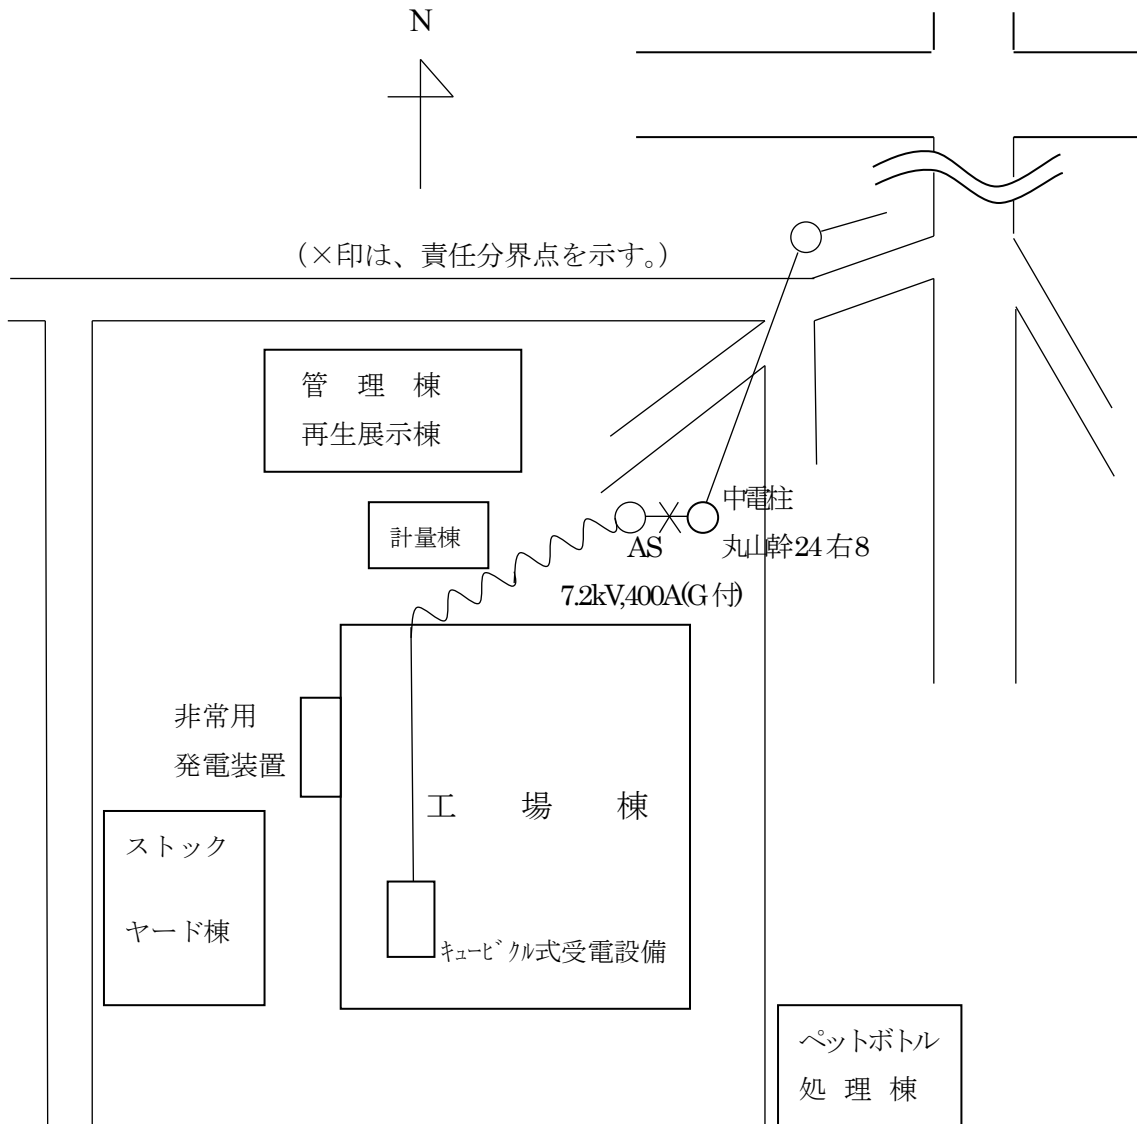 N
（×印は、責任分界点を示す。）
管　理　棟
再生展示棟
計量棟
中電柱
AS
丸山幹24右8
7.2kV,400A(G付)
非常用
発電装置
工　場　棟
ストック
ヤード棟
ｷｭｰﾋﾞｸﾙ式受電設備
ペットボトル
処 理 棟